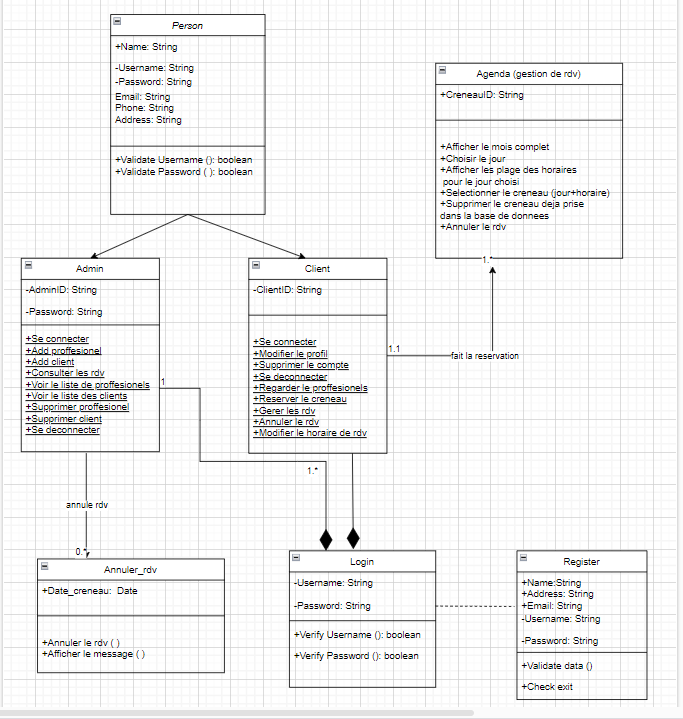 Person
+Name: String
-Username: String
-Password: String
Email: String
Phone: String
Address: String
+Validate Username (): boolean
+Validate Password ( ): boolean
Agenda (gestion de rdv)
+CreneauID: String
+Afficher le mois complet
+Choisir le jour
+Afficher les plage des horaires
pour le jour choisi
+Selectionner le creneau (jour+horaire)
+Supprimer le creneau deja prise
dans la base de donnees
+Annuler le rdv
1.*
Admin
-AdminID: String
-Password: String
+Se connecter
+Add proffesionel
+Add client
+Consulter les rdv
+Voir le liste de proffesionels
+Voir le liste des clients
+Supprimer proffesionel
+Supprimer client
+Se deconnecter
1
Client
-ClientID: String
+Se connecter
+Modifier le profil
+Supprimer le compte
+Se deconnecter
+Regarder le proffesionels
+Reserver le creneau
+Gerer les rdv
+Annuler le rdv
+Modifier le horaire de rdv
1.1
fait la reservation
1.*
annule rdv
0.*
Annuler_rdv
+Date_creneau: Date
+Annuler le rdv ( )
+Afficher le message ( )
Login
-Username: String
-Password: String
+Verify Username (): boolean
+Verify Password (): boolean
Register
+Name:String
+Address: String
+Email: String
-Username: String
-Password: String
+Validate data ()
+Check exit